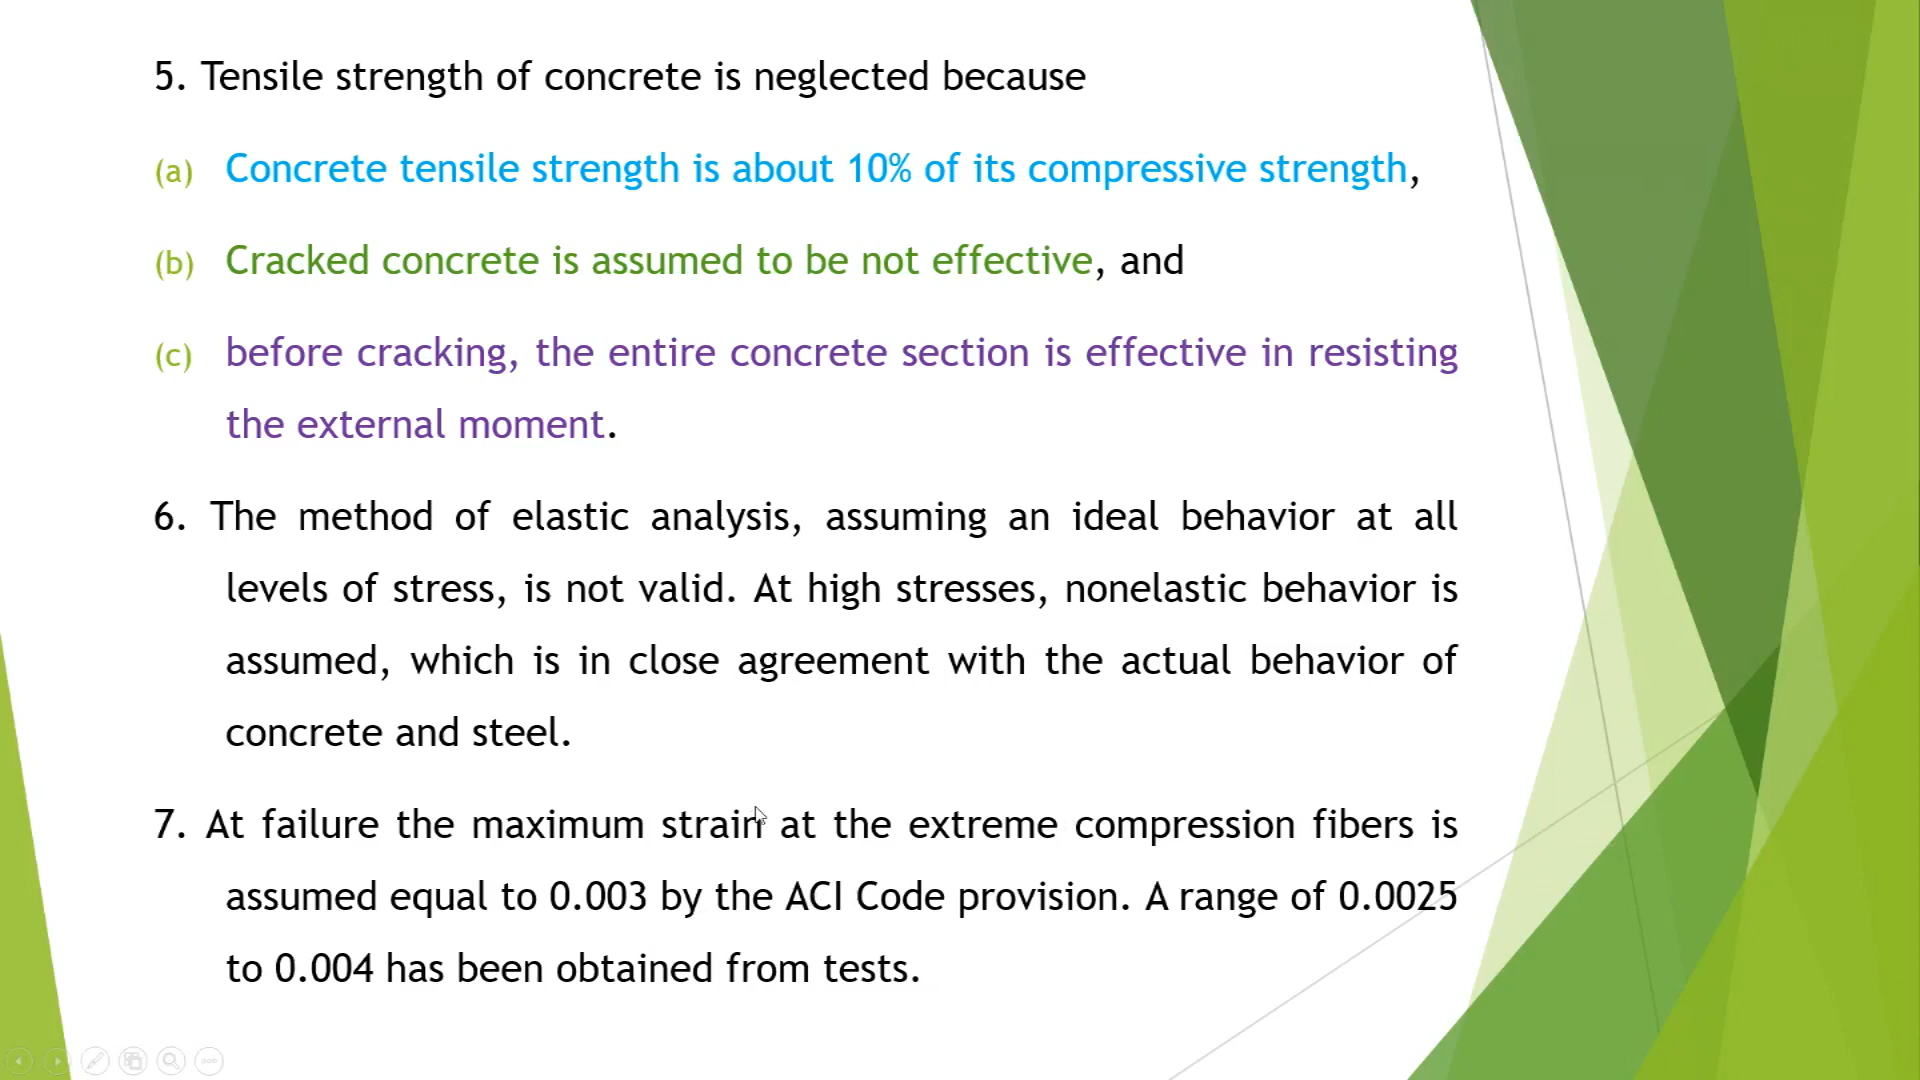 5. Tensile strength of concrete is neglected because
(a) Concrete tensile strength is about 10% of its compressive strength,
(b) Cracked concrete is assumed to be not effective, and
(c) before cracking, the entire concrete section is effective in resisting
the external moment.
6. The method of elastic analysis, assuming an ideal behavior at all
levels of stress, is not valid. At high stresses, nonelastic behavior is
assumed, which is in close agreement with the actual behavior of
concrete and steel.
7. At failure the maximum strain at the extreme compression fibers is
assumed equal to 0.003 by the ACI Code provision. A range of 0.0025
to 0.004 has been obtained from tests.